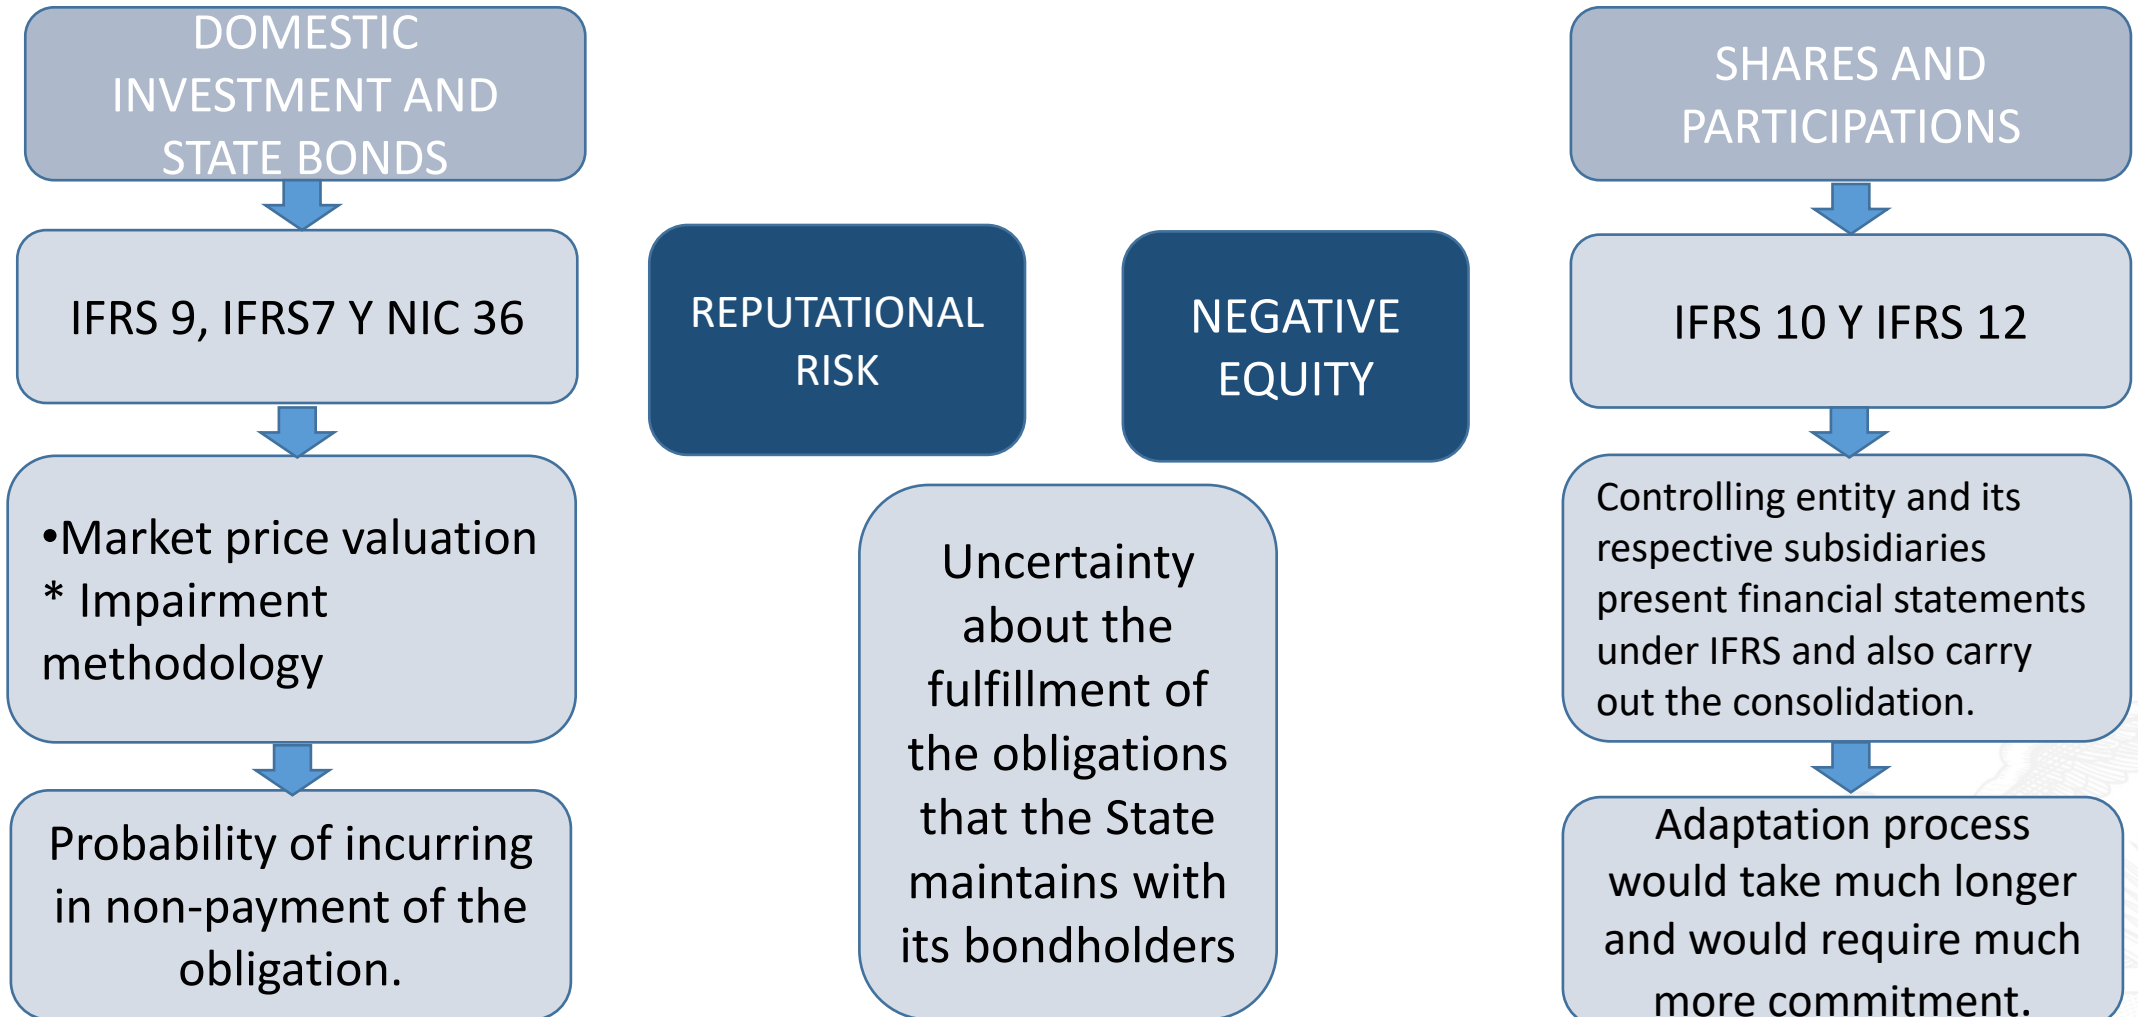 DOMESTIC
INVESTMENT AND
STATE BONDS
IFRS 9, IFRS7 Y NIC 36
•Market price valuation
* Impairment
methodology
Probability of incurring
in non-payment of the
obligation.
REPUTATIONAL
RISK
NEGATIVE
EQUITY
Uncertainty
about the
fulfillment of
the obligations
that the State
maintains with
its bondholders
SHARES AND
PARTICIPATIONS
IFRS 10 Y IFRS 12
Controlling entity and its
respective subsidiaries
present financial statements
under IFRS and also carry
out the consolidation.
Adaptation process
would take much longer
and would require much
more commitment.